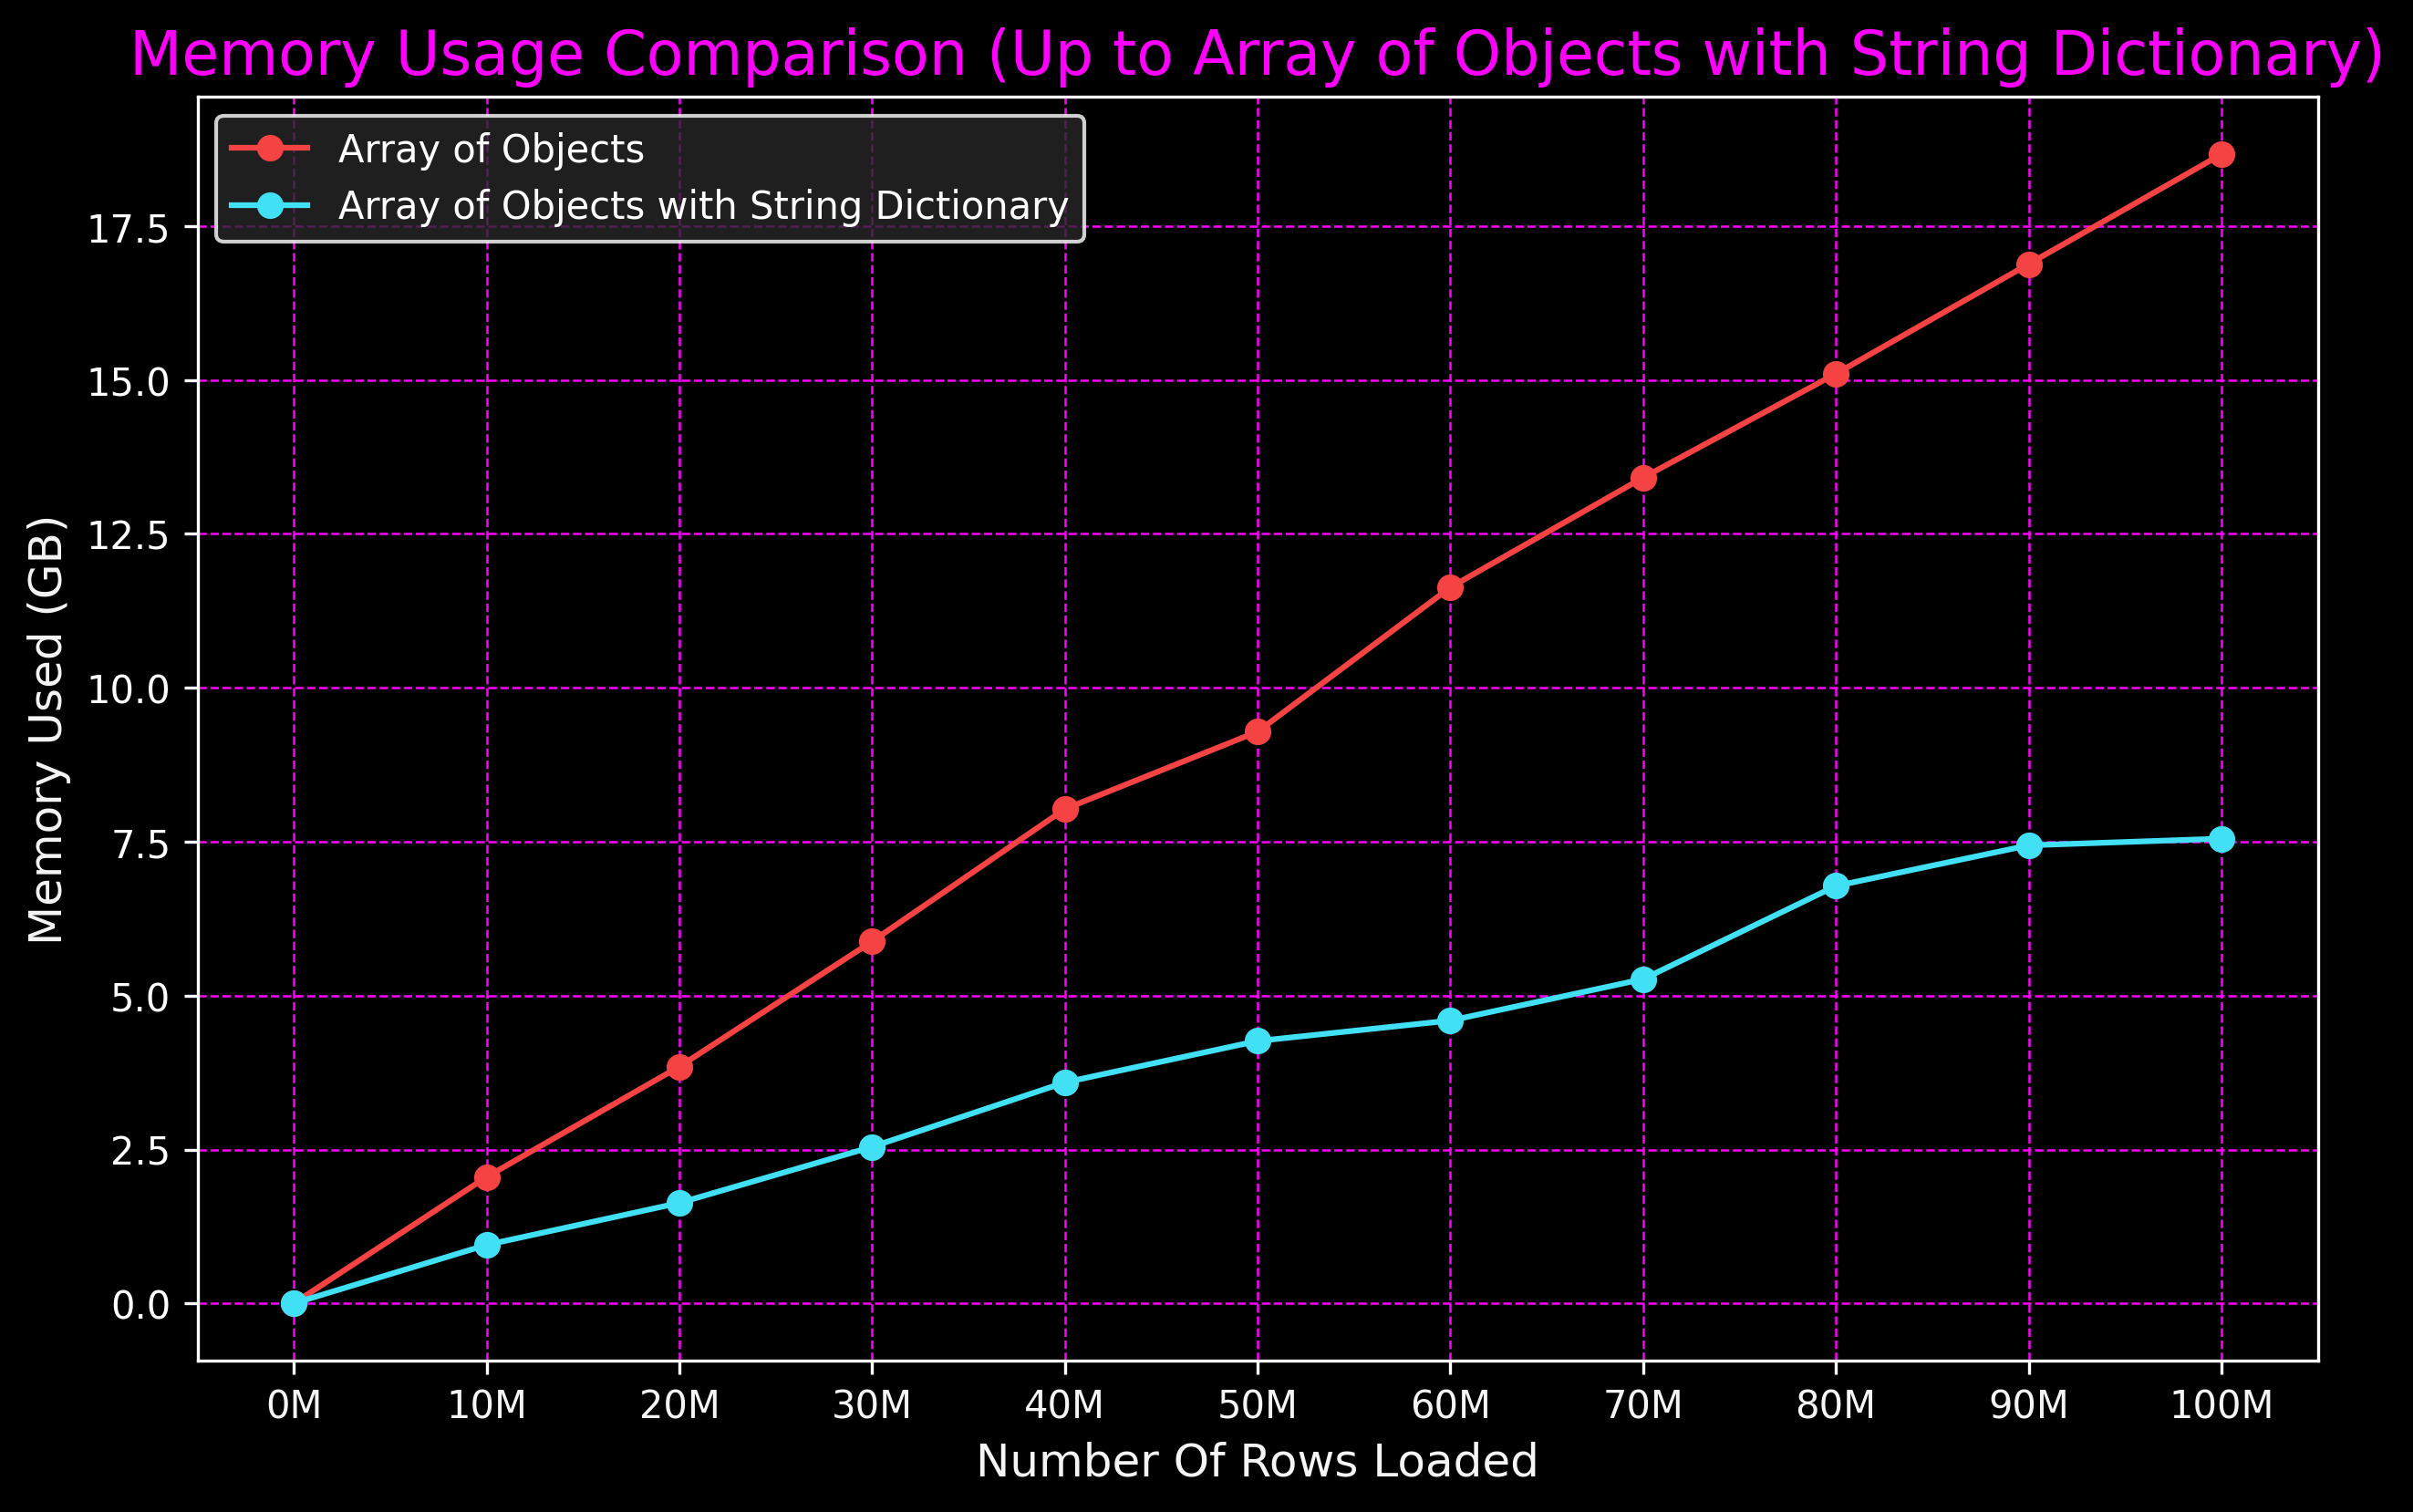 Memory Usage Comparison (Up to Array of Objects with String Dictionary)
Array of Objects
Array of Objects with String Dictionary
Memory Used (GB)
17.5
15.0
12.5
10.0
7.5
5.0
2.5
0.0
0M 10M 20M 30M 40M 50M 60M 70M 80M 90M 100M
Number Of Rows Loaded